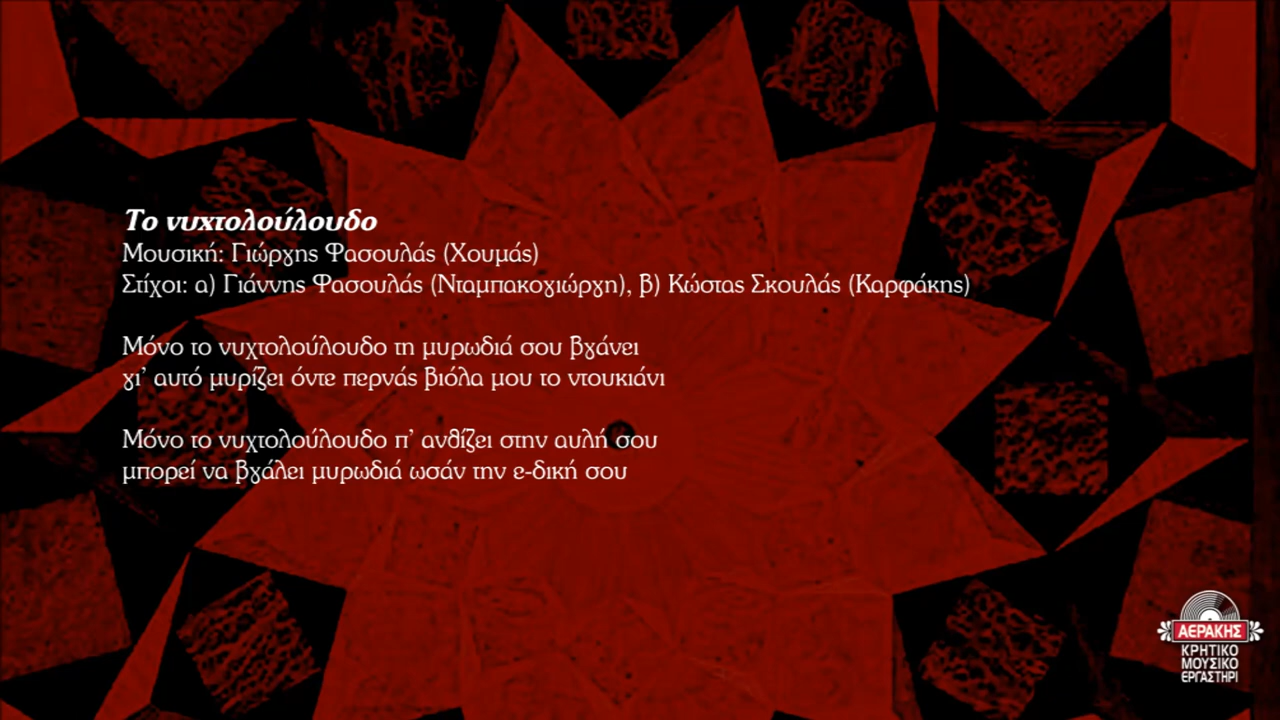 Το νυχτολούλουδο
Μουσική: Γιώργης Φασουλάς (Χουμάς)
Στίχοι: α) Γιάννης Φασουλάς (Νταμπακογιώργη), β) Κώστας Σκουλάς (Καρφάκης)
Μόνο το νυχτολούλουδο τη μυρωδιά σου βγάνει
γι’ αυτό μυρίζει όντε περνάς βιόλα μου το ντουκιάνι
Μόνο το νυχτολούλουδο π’ ανθίζει στην αυλή σου
μπορεί να βγάλει μυρωδιά ωσάν την ε-δική σου
ΑΕΡΑΚΗΣ
ΚΡΗΤΙΚΟ
ΜΟΥΣΙΚΟ
ΕΡΓΑΣΤΗΡΙ